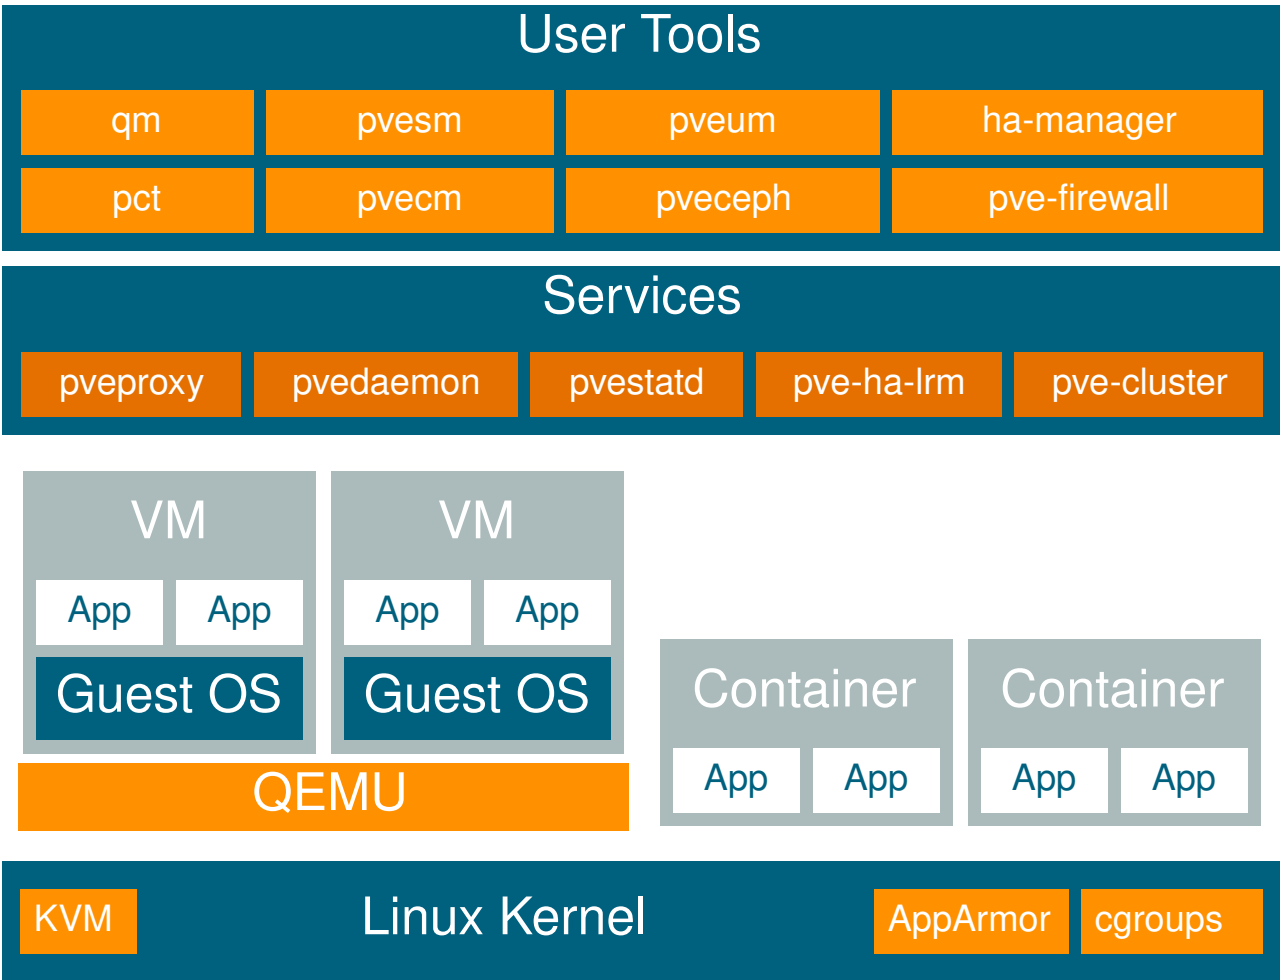 User Tools
qm pvesm pveum ha-manager
pct pvecm pveceph pve-firewall
Services
pveproxy pvedaemon pvestatd pve-ha-lrm pve-cluster
VM VM
App App App App
Guest OS Guest OS
Container Container
QEMU
App App App App
KVM Linux Kernel AppArmor cgroups